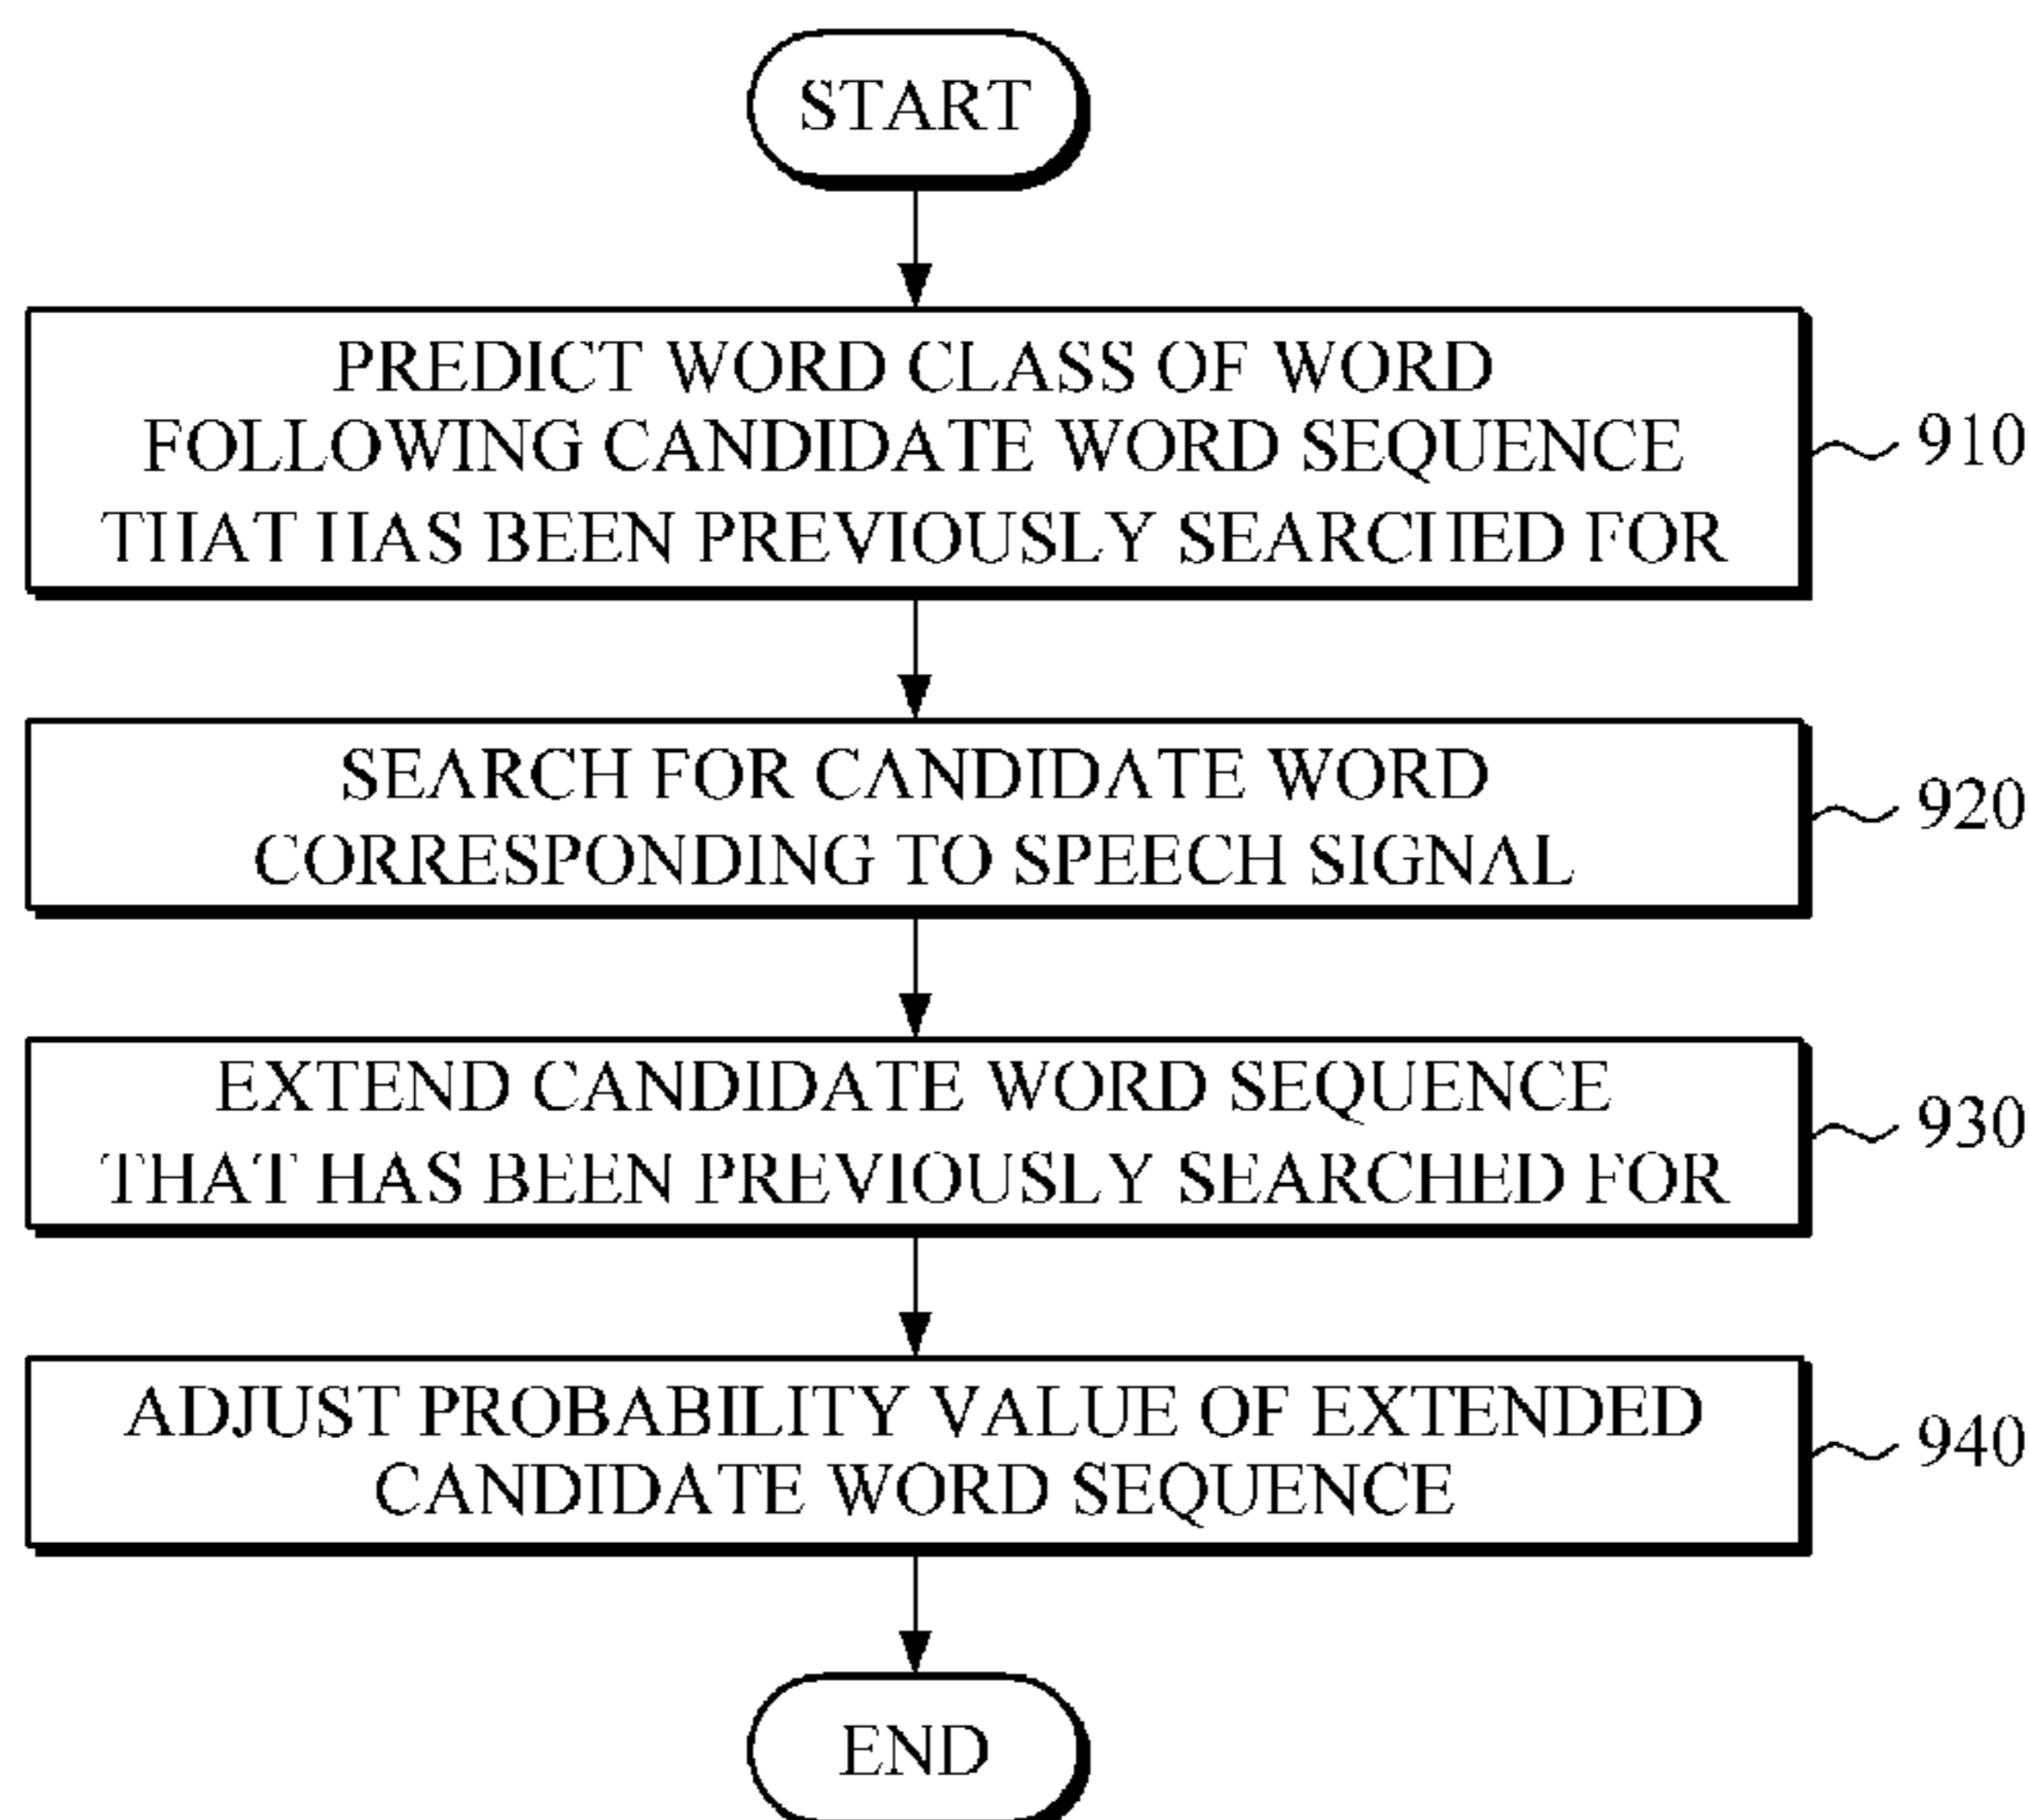 START
PREDICT WORD CLASS OF WORD
FOLLOWING CANDIDATE WORD SEQUENCE
THAT HAS BEEN PREVIOUSLY SEARCHED FOR
910
SEARCH FOR CANDIDATE WORD
CORRESPONDING TO SPEECH SIGNAL
920
EXTEND CANDIDATE WORD SEQUENCE
THAT HAS BEEN PREVIOUSLY SEARCHED FOR
930
ADJUST PROBABILITY VALUE OF EXTENDED
CANDIDATE WORD SEQUENCE
940
END